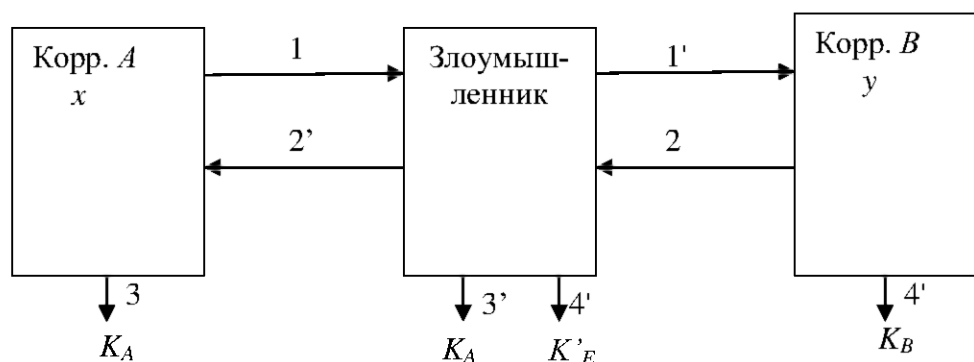 Корр. A
x
1
2’
3
K_A
Злоумыш-
ленник
1'
2
3’
4'
K_A
K’_E
Корр. B
y
4'
K_B